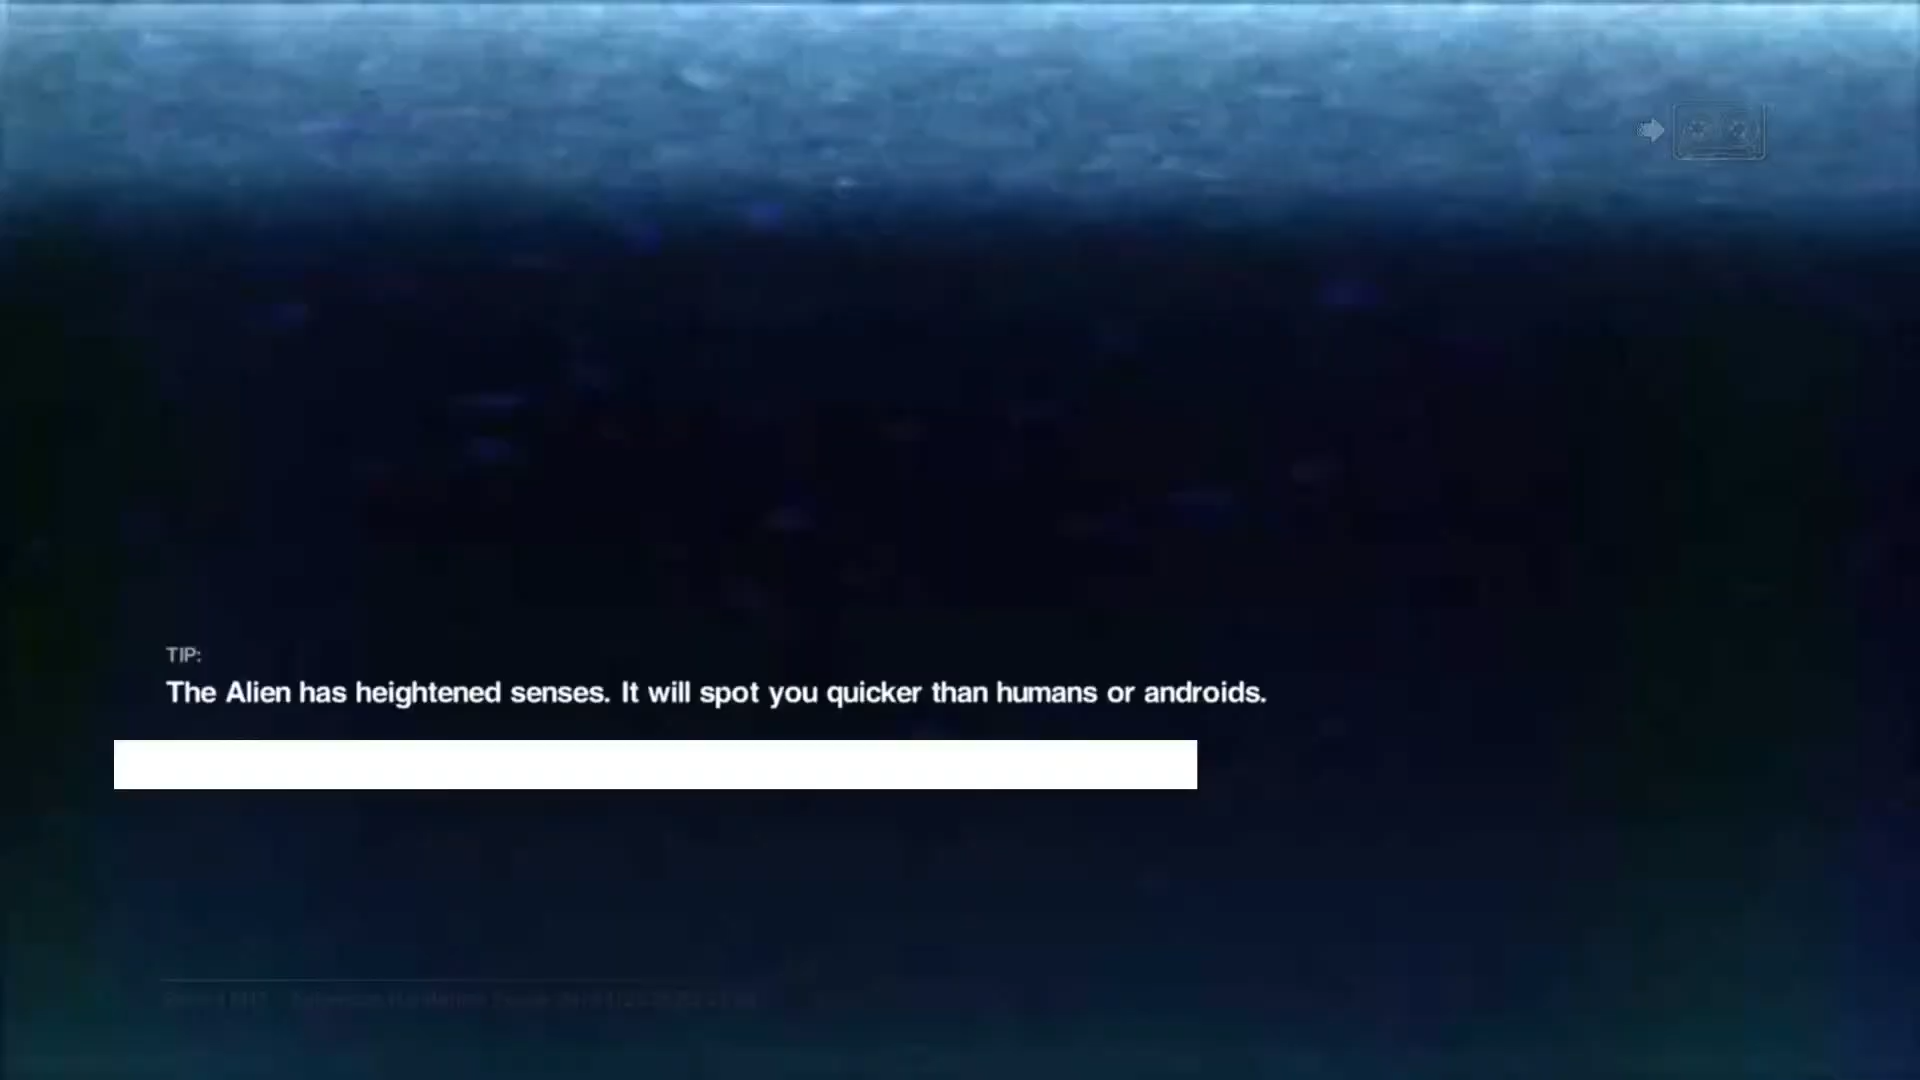 TIP:
The Alien has heightened senses. It will spot you quicker than humans or androids.